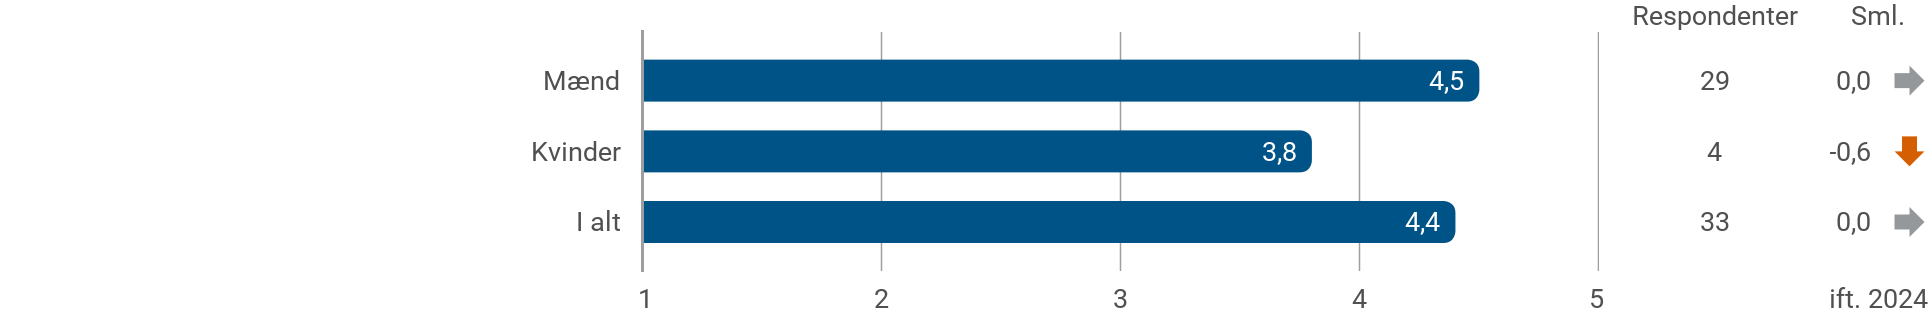 Respondenter Sml.
Mænd 4,5 29 0,0
Kvinder 3,8 4 -0,6
I alt 4,4 33 0,0
1 2 3 4 5 ift. 2024